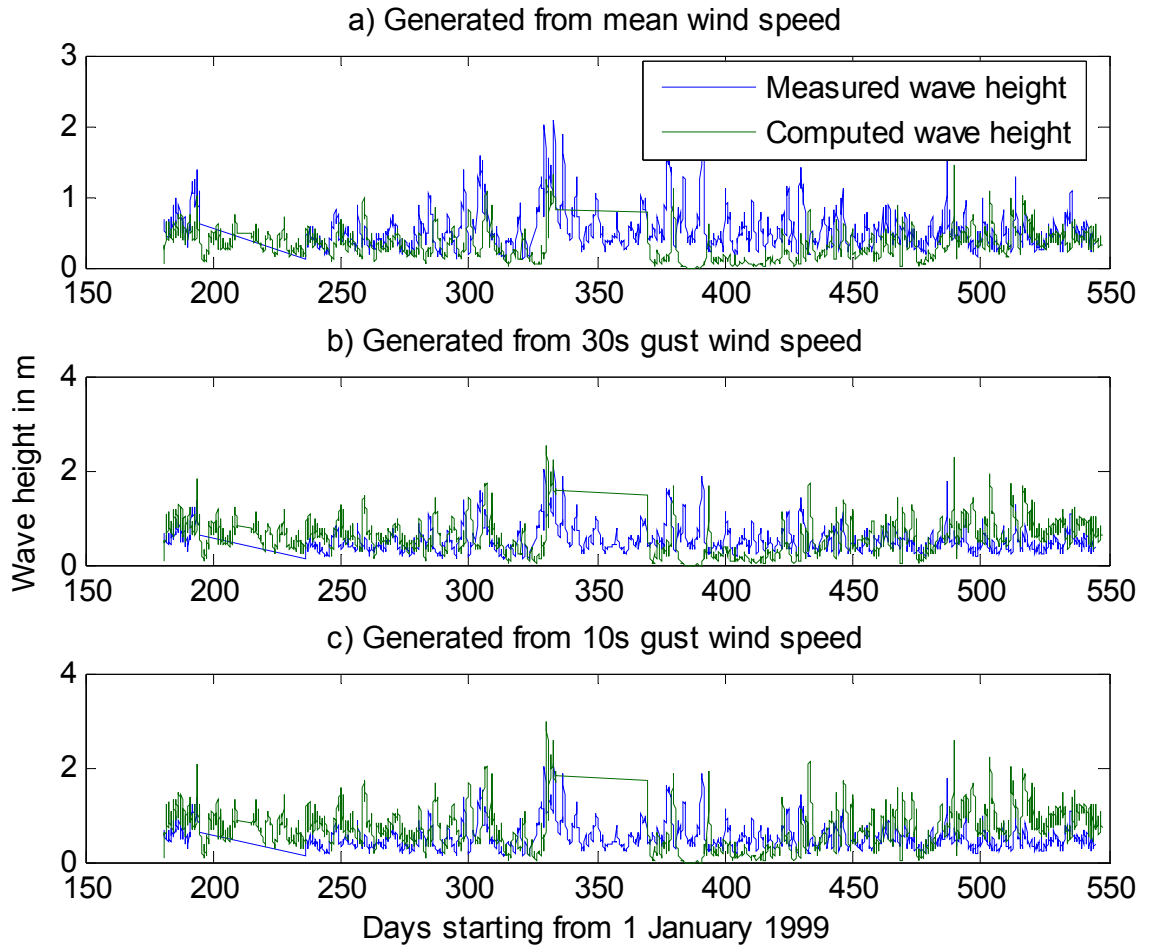 a) Generated from mean wind speed
3
2
1
0
Measured wave height
Computed wave height
150 200 250 300 350 400 450 500 550
b) Generated from 30s gust wind speed
Wave height in m
4
2
0
150 200 250 300 350 400 450 500 550
c) Generated from 10s gust wind speed
4
2
0
150 200 250 300 350 400 450 500 550
Days starting from 1 January 1999